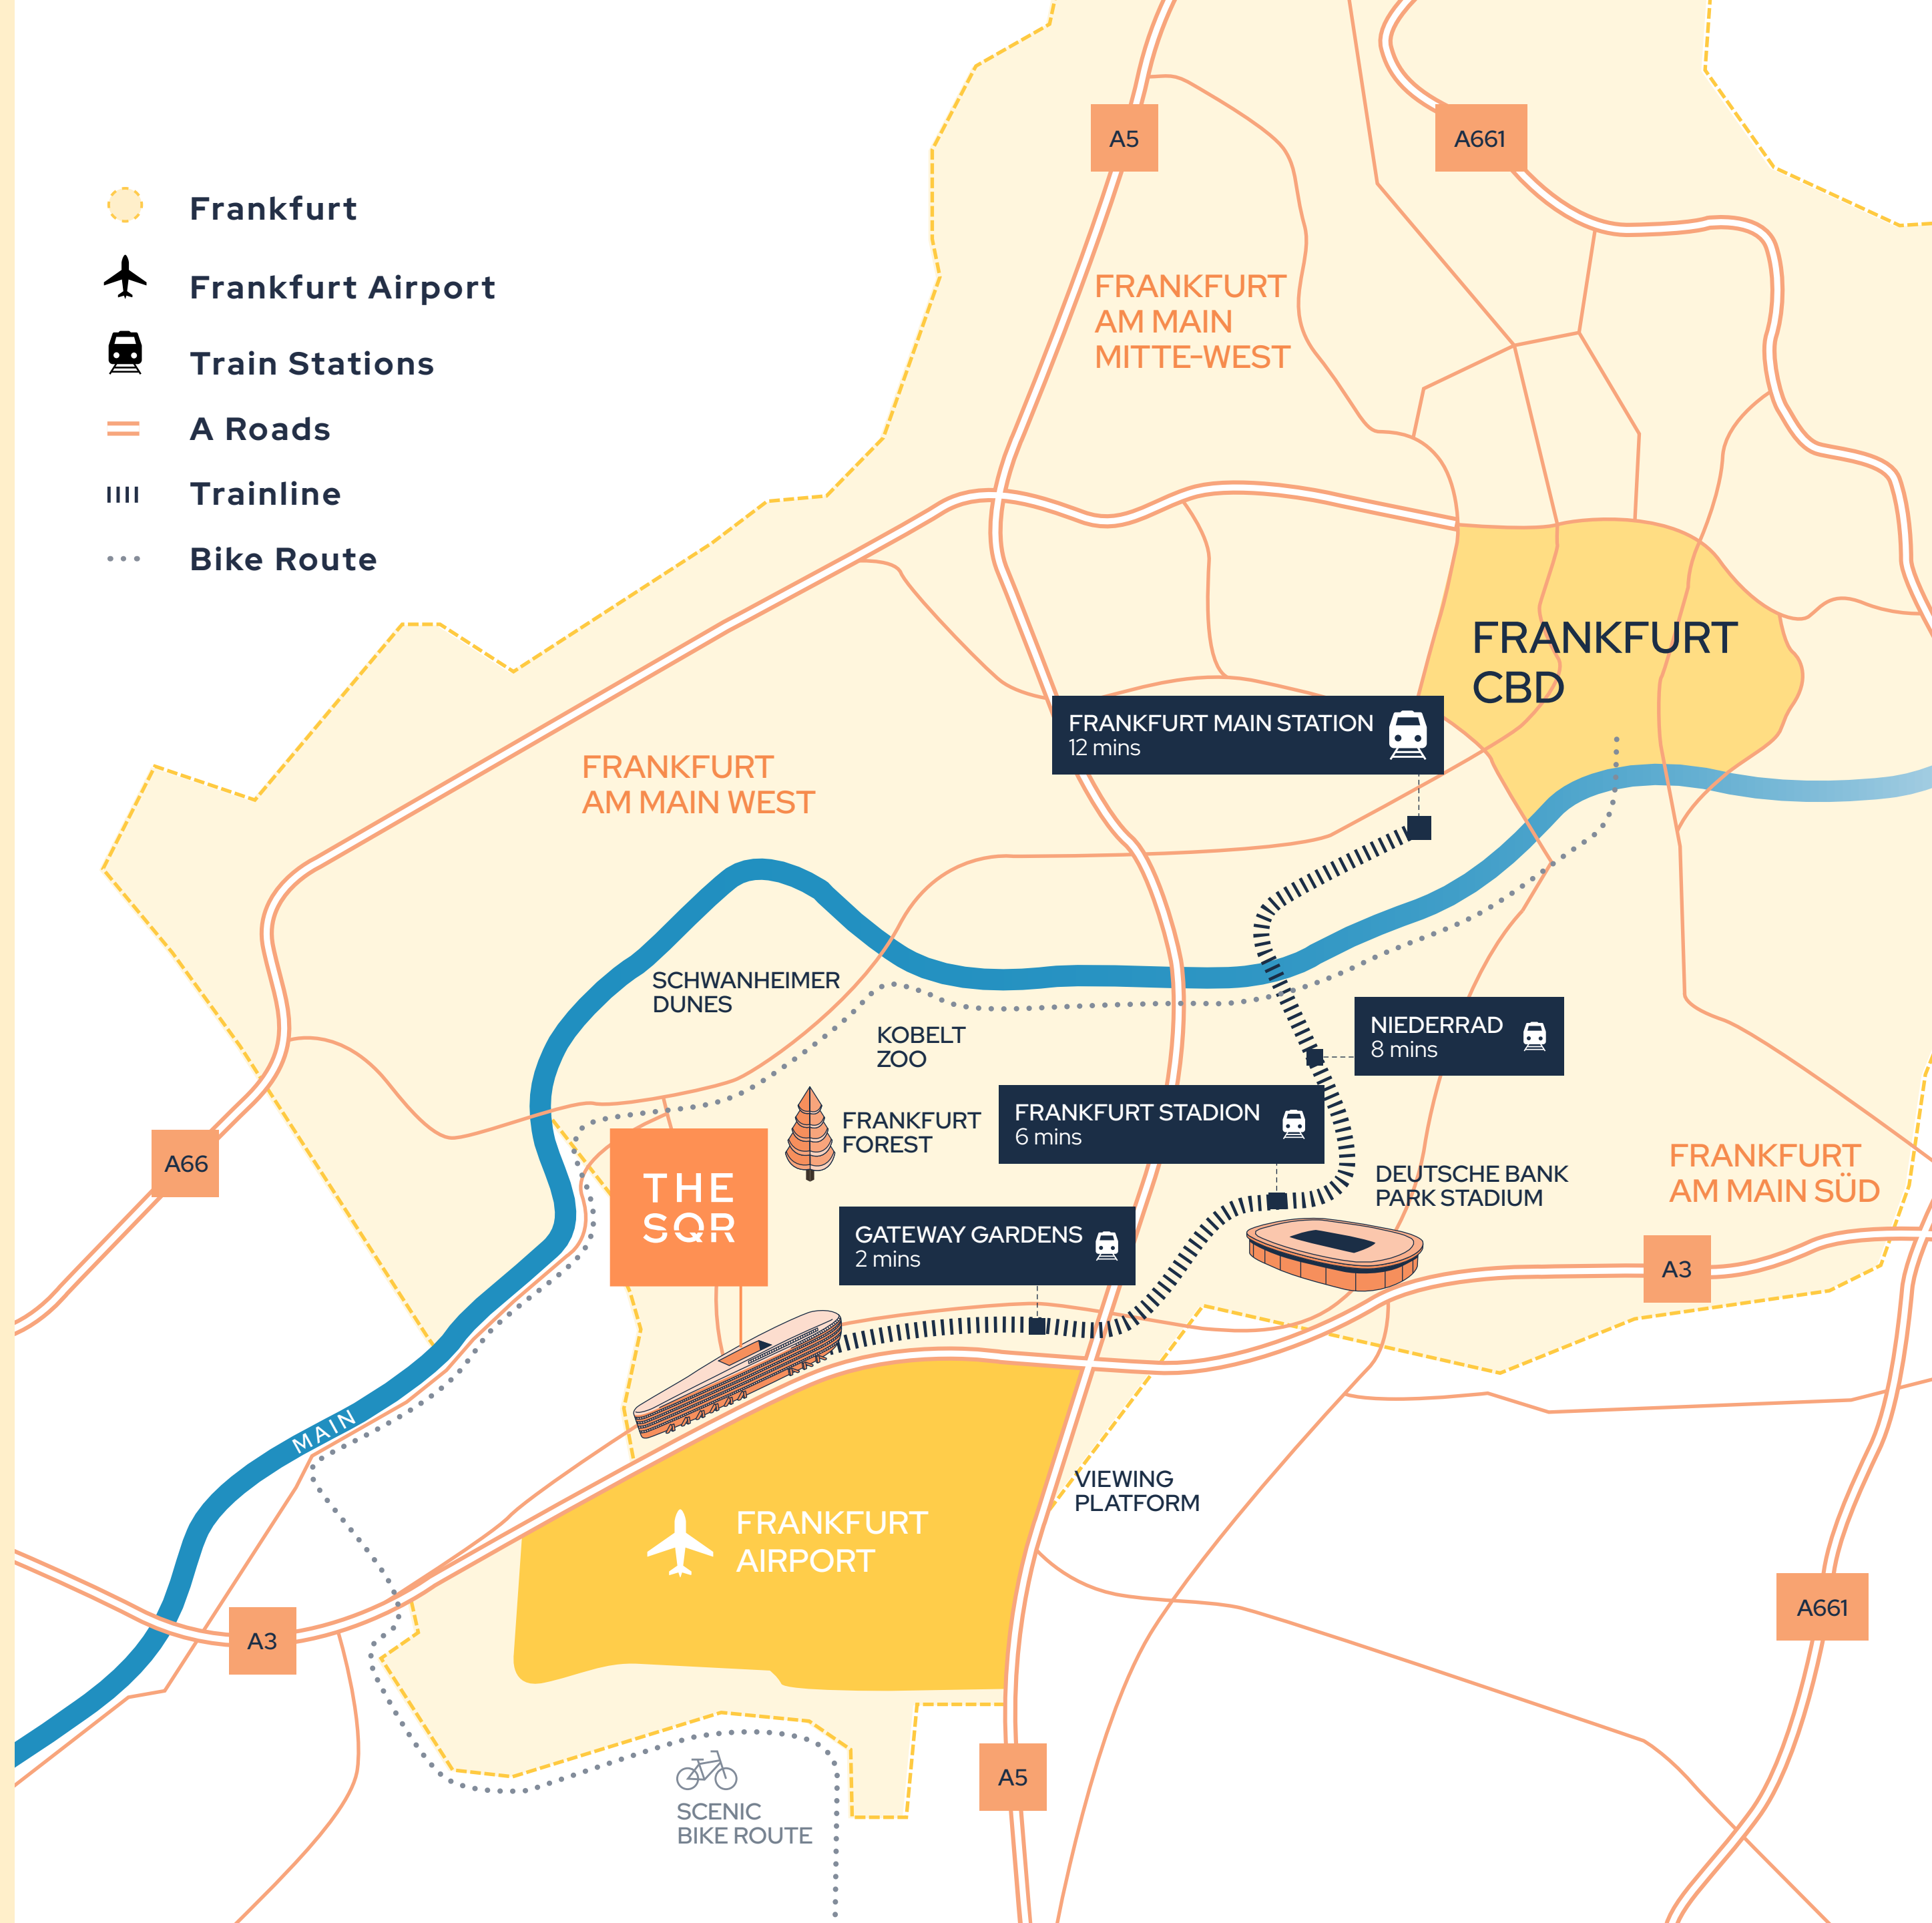 Frankfurt
Frankfurt Airport
Train Stations
A Roads
Trainline
Bike Route
A5
A661
FRANKFURT
AM MAIN
MITTE-WEST
FRANKFURT
CBD
FRANKFURT MAIN STATION
12 mins
FRANKFURT
AM MAIN WEST
SCHWANHEIMER
DUNES
KOBELT
ZOO
NIEDERRAD
8 mins
FRANKFURT
FOREST
FRANKFURT STADION
6 mins
A66
THE
SQR
DEUTSCHE BANK
PARK STADIUM
FRANKFURT
AM MAIN SÜD
GATEWAY GARDENS
2 mins
A3
MAIN
VIEWING
PLATFORM
FRANKFURT
AIRPORT
A3
A661
A5
SCENIC
BIKE ROUTE